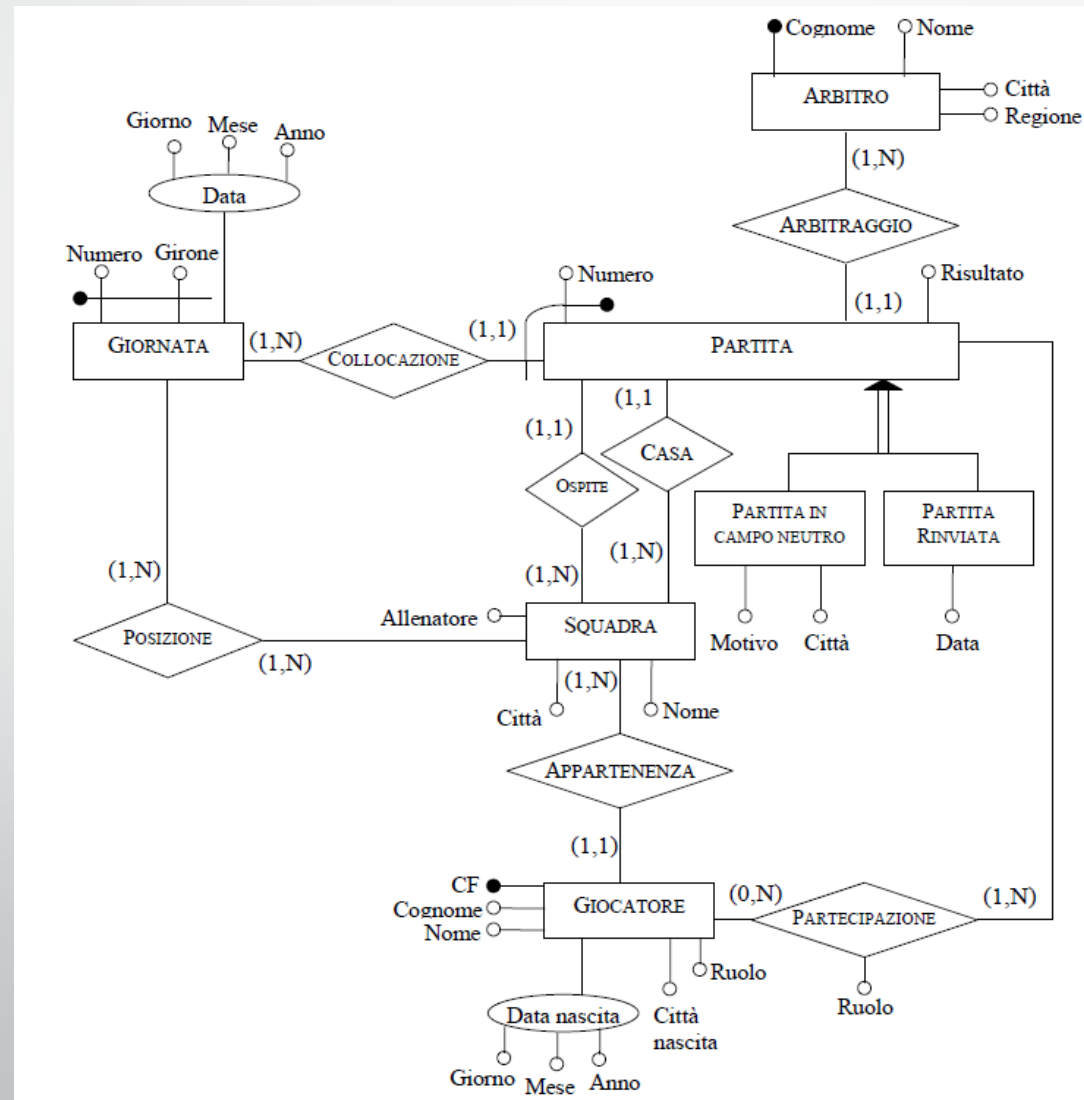 Cognome Nome
ARBITRO
Città
Regione
(1,N)
Giorno Mese Anno
Data
ARBITRAGGIO
Numero Girone
Numero
Risultato
(1,1)
GIORNATA
(1,N)
COLLOCAZIONE
(1,1)
PARTITA
(1,1)
(1,1
OSPITE
CASA
PARTITA IN
CAMPO NEUTRO
PARTITA
RINVIATA
(1,N)
(1,N)
(1,N)
Allenatore
SQUADRA
Motivo
Città
Data
POSIZIONE
(1,N)
(1,N)
Città
Nome
APPARTENENZA
(1,1)
CF
Cognome
Nome
GIOCATORE
(0,N)
PARTECIPAZIONE
(1,N)
Ruolo
Ruolo
Data nascita
Città
nascita
Giorno Mese Anno